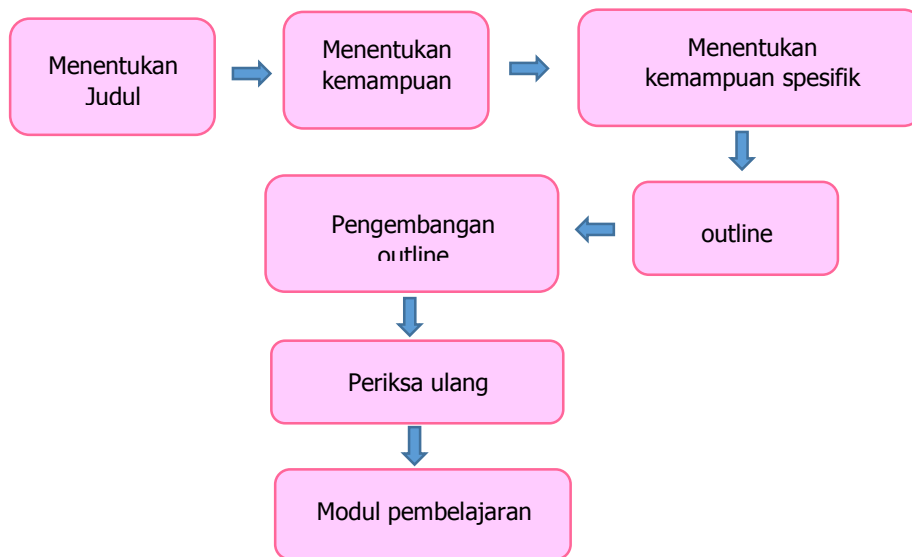 Menentukan
Judul
Menentukan
kemampuan
Menentukan
kemampuan spesifik
outline
Pengembangan
outline
Periksa ulang
Modul pembelajaran